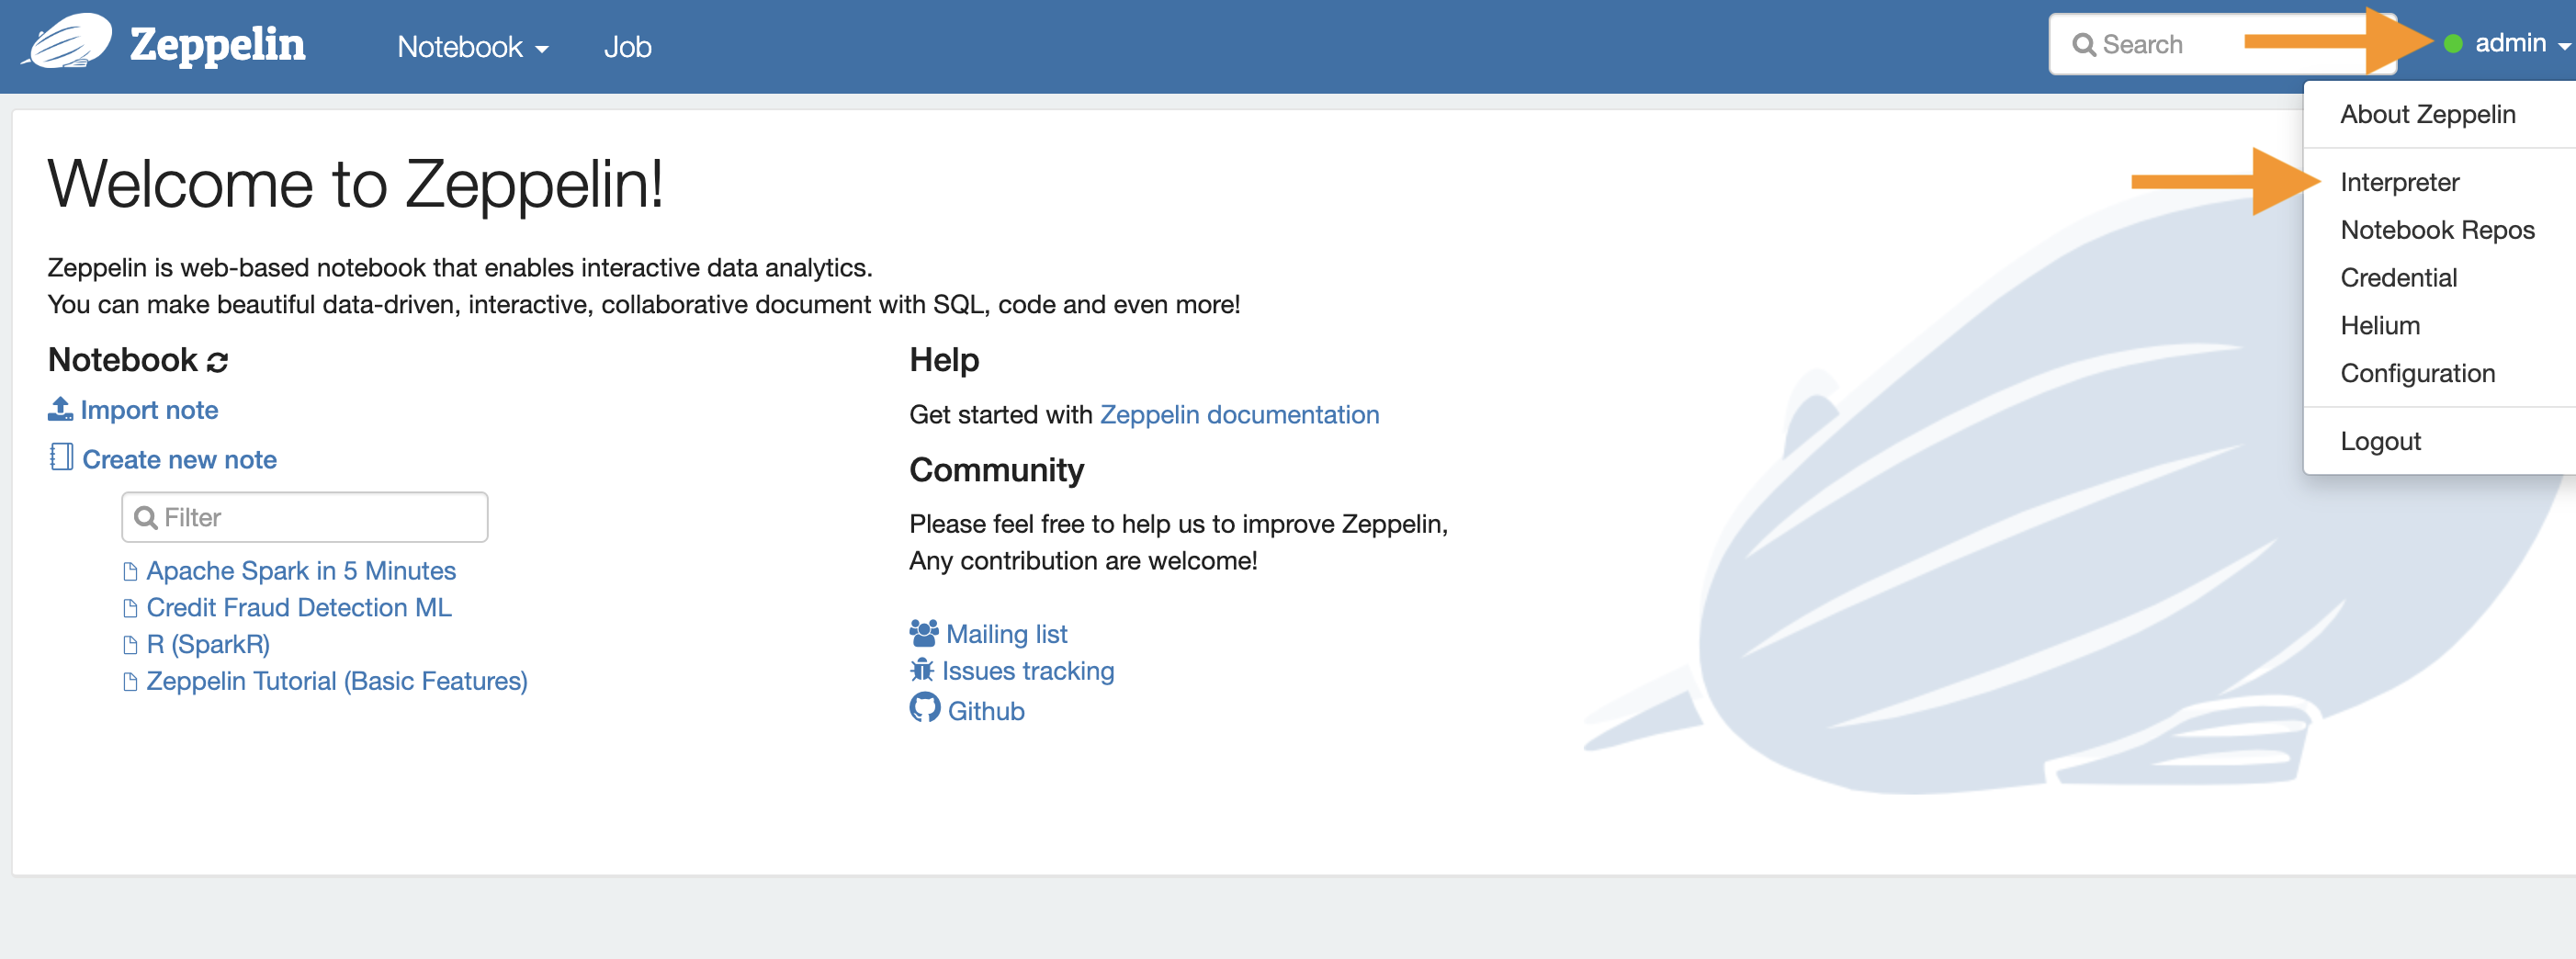 Zeppelin
Notebook
Job
Search
admin
About Zeppelin
Interpreter
Notebook Repos
Credential
Helium
Configuration
Logout
Welcome to Zeppelin!
Zeppelin is web-based notebook that enables interactive data analytics.
You can make beautiful data-driven, interactive, collaborative document with SQL, code and even more!
Notebook
Import note
Create new note
Filter
Apache Spark in 5 Minutes
Credit Fraud Detection ML
R (SparkR)
Zeppelin Tutorial (Basic Features)
Help
Get started with Zeppelin documentation
Community
Please feel free to help us to improve Zeppelin,
Any contribution are welcome!
Mailing list
Issues tracking
Github